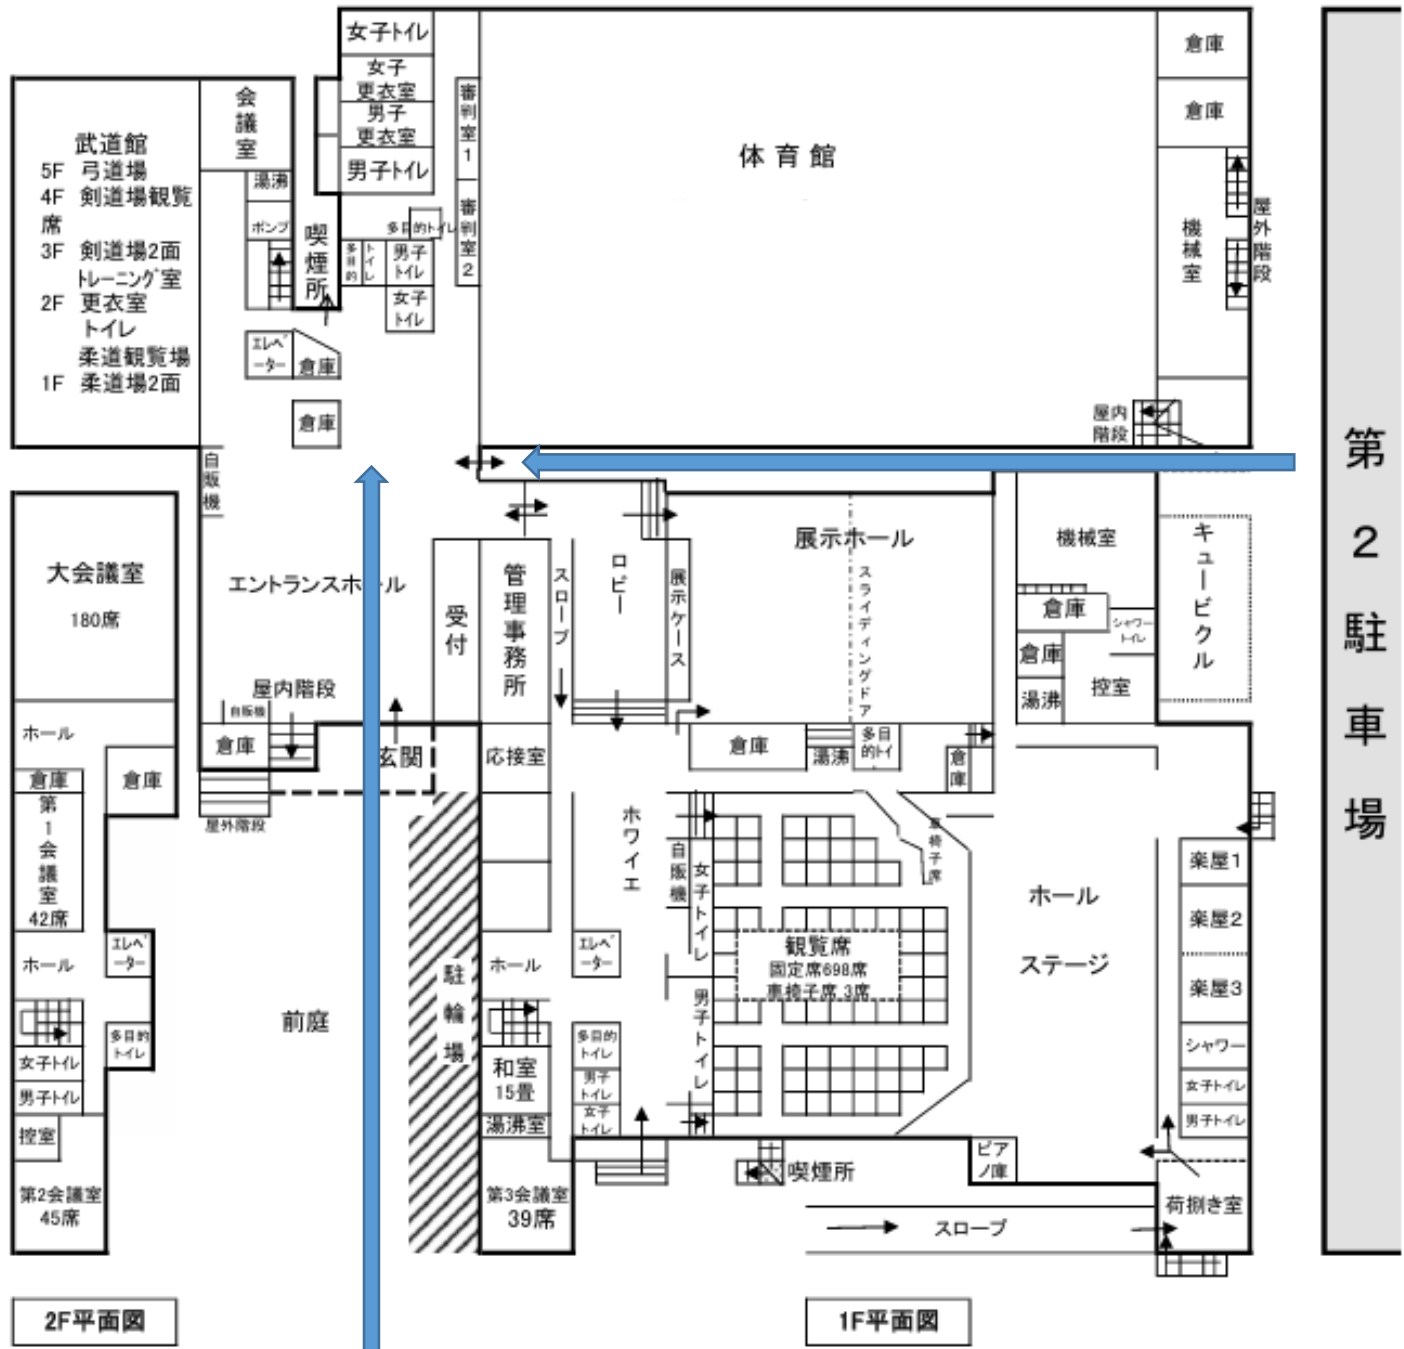 女子トイレ
女子
更衣室
男子
更衣室
男子トイレ
審判室1
審判室2
体育館
倉庫
倉庫
機械室
屋外階段
屋内
階段
会議室
湯沸
ポンプ
喫煙所
武道館
5F 弓道場
4F 剣道場観覧
席
3F 剣道場2面
トレーニング室
2F 更衣室
トイレ
柔道観覧場
1F 柔道場2面
多目的トイレ
多目的
トイレ
男子
トイレ
女子
トイレ
エレベ
ーター
倉庫
倉庫
自販機
第2駐車場
大会議室
180席
エントランスホール
受付
管理事務所
スロープ
ロビー
展示ケース
展示ホール
スライディングドア
機械室
倉庫
シャワー
トイレ
倉庫
湯沸
控室
キュービクル
屋内階段
自販機
倉庫
玄関
応接室
倉庫
湯沸
多目
的トイ
倉庫
屋外階段
ホール
倉庫
倉庫
第1会議室
42席
エレベ
ーター
ホール
多目的
トイレ
女子トイレ
男子トイレ
控室
第2会議室
45席
前庭
駐輪場
ホワイエ
自販機
女子トイレ
男子トイレ
車椅子席
観覧席
固定席698席
車椅子席 3席
ホール
ステージ
楽屋1
楽屋2
楽屋3
シャワー
女子トイレ
男子トイレ
ホール
エレベ
ーター
和室
15畳
湯沸室
多目的
トイレ
男子
トイレ
女子
トイレ
第3会議室
39席
喫煙所
ピア
ノ庫
荷捌き室
スロープ
2F平面図
1F平面図